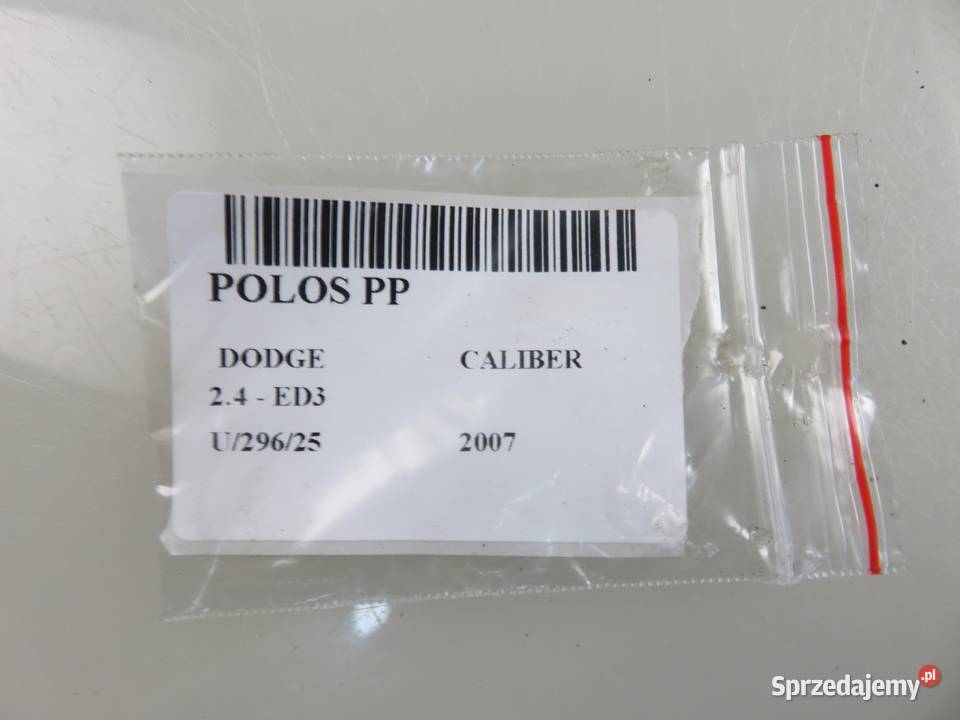 POLOS PP
DODGE CALIBER
2.4 - ED3
U/296/25 2007
Sprzedajemy.pl